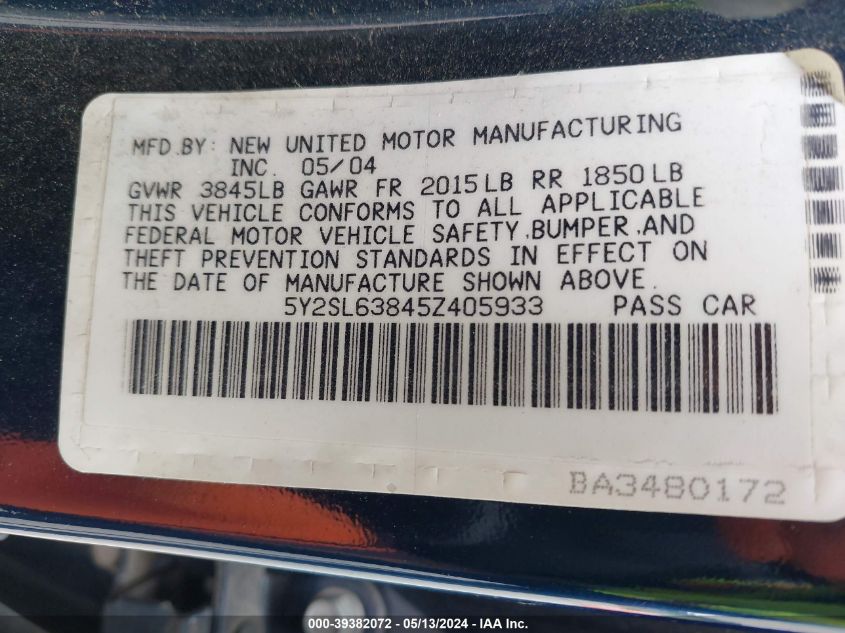 MFD.BY: NEW UNITED MOTOR MANUFACTURING
INC. 05/04
GVWR 3845LB GAWR FR 2015LB RR 1850LB
THIS VEHICLE CONFORMS TO ALL APPLICABLE
FEDERAL MOTOR VEHICLE SAFETY,BUMPER,AND
THEFT PREVENTION STANDARDS IN EFFECT ON
THE DATE OF MANUFACTURE SHOWN ABOVE.
5Y2SL63845Z405933 PASS CAR
BA3480172
000-39382072 - 05/13/2024 - IAA Inc.